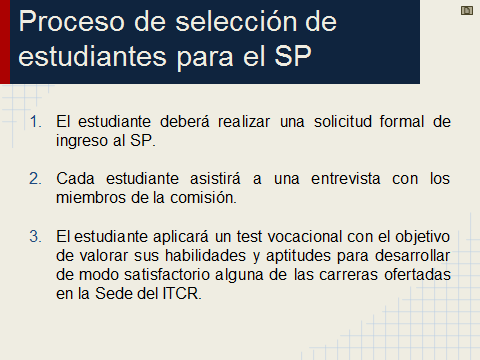 Proceso de selección de
estudiantes para el SP
1. El estudiante deberá realizar una solicitud formal de
ingreso al SP.
2. Cada estudiante asistirá a una entrevista con los
miembros de la comisión.
3. El estudiante aplicará un test vocacional con el objetivo
de valorar sus habilidades y aptitudes para desarrollar
de modo satisfactorio alguna de las carreras ofertadas
en la Sede del ITCR.